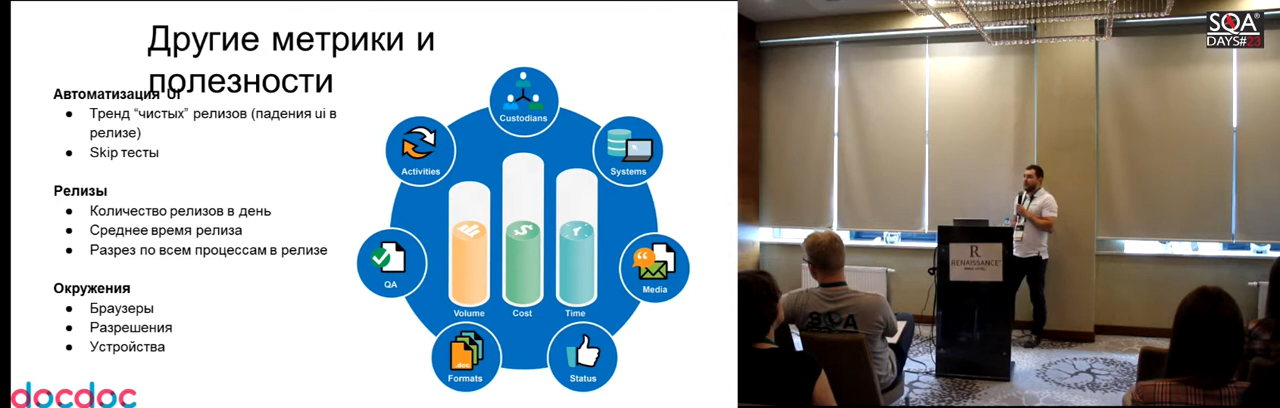 Другие метрики и
полезности
Автоматизация UI
Тренд “чистых” релизов (падения ui в
релизе)
Skip тесты
Релизы
Количество релизов в день
Среднее время релиза
Разрез по всем процессам в релизе
Окружения
Браузеры
Разрешения
Устройства
docdoc
Custodians
Activities
Systems
QA
Media
Volume
Cost
Time
Formats
.doc
Status
SQA
DAYS#23
R
RENAISSANCE
SQA